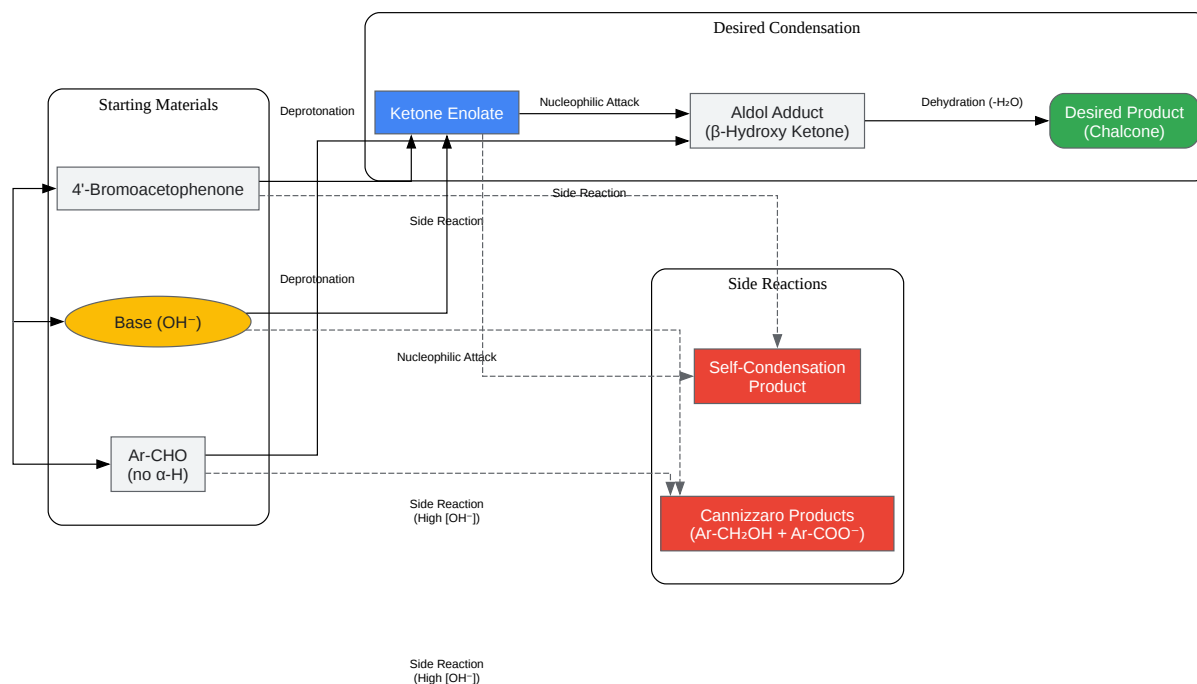 Desired Condensation
Starting Materials
Deprotonation
Ketone Enolate
Nucleophilic Attack
Aldol Adduct
(β-Hydroxy Ketone)
Dehydration (-H₂O)
Desired Product
(Chalcone)
4'-Bromoacetophenone
Side Reaction
Side Reaction
Deprotonation
Side Reactions
Base (OH⁻)
Nucleophilic Attack
Self-Condensation
Product
Ar-CHO
(no α-H)
Side Reaction
(High [OH⁻])
Cannizzaro Products
(Ar-CH₂OH + Ar-COO⁻)
Side Reaction
(High [OH⁻])